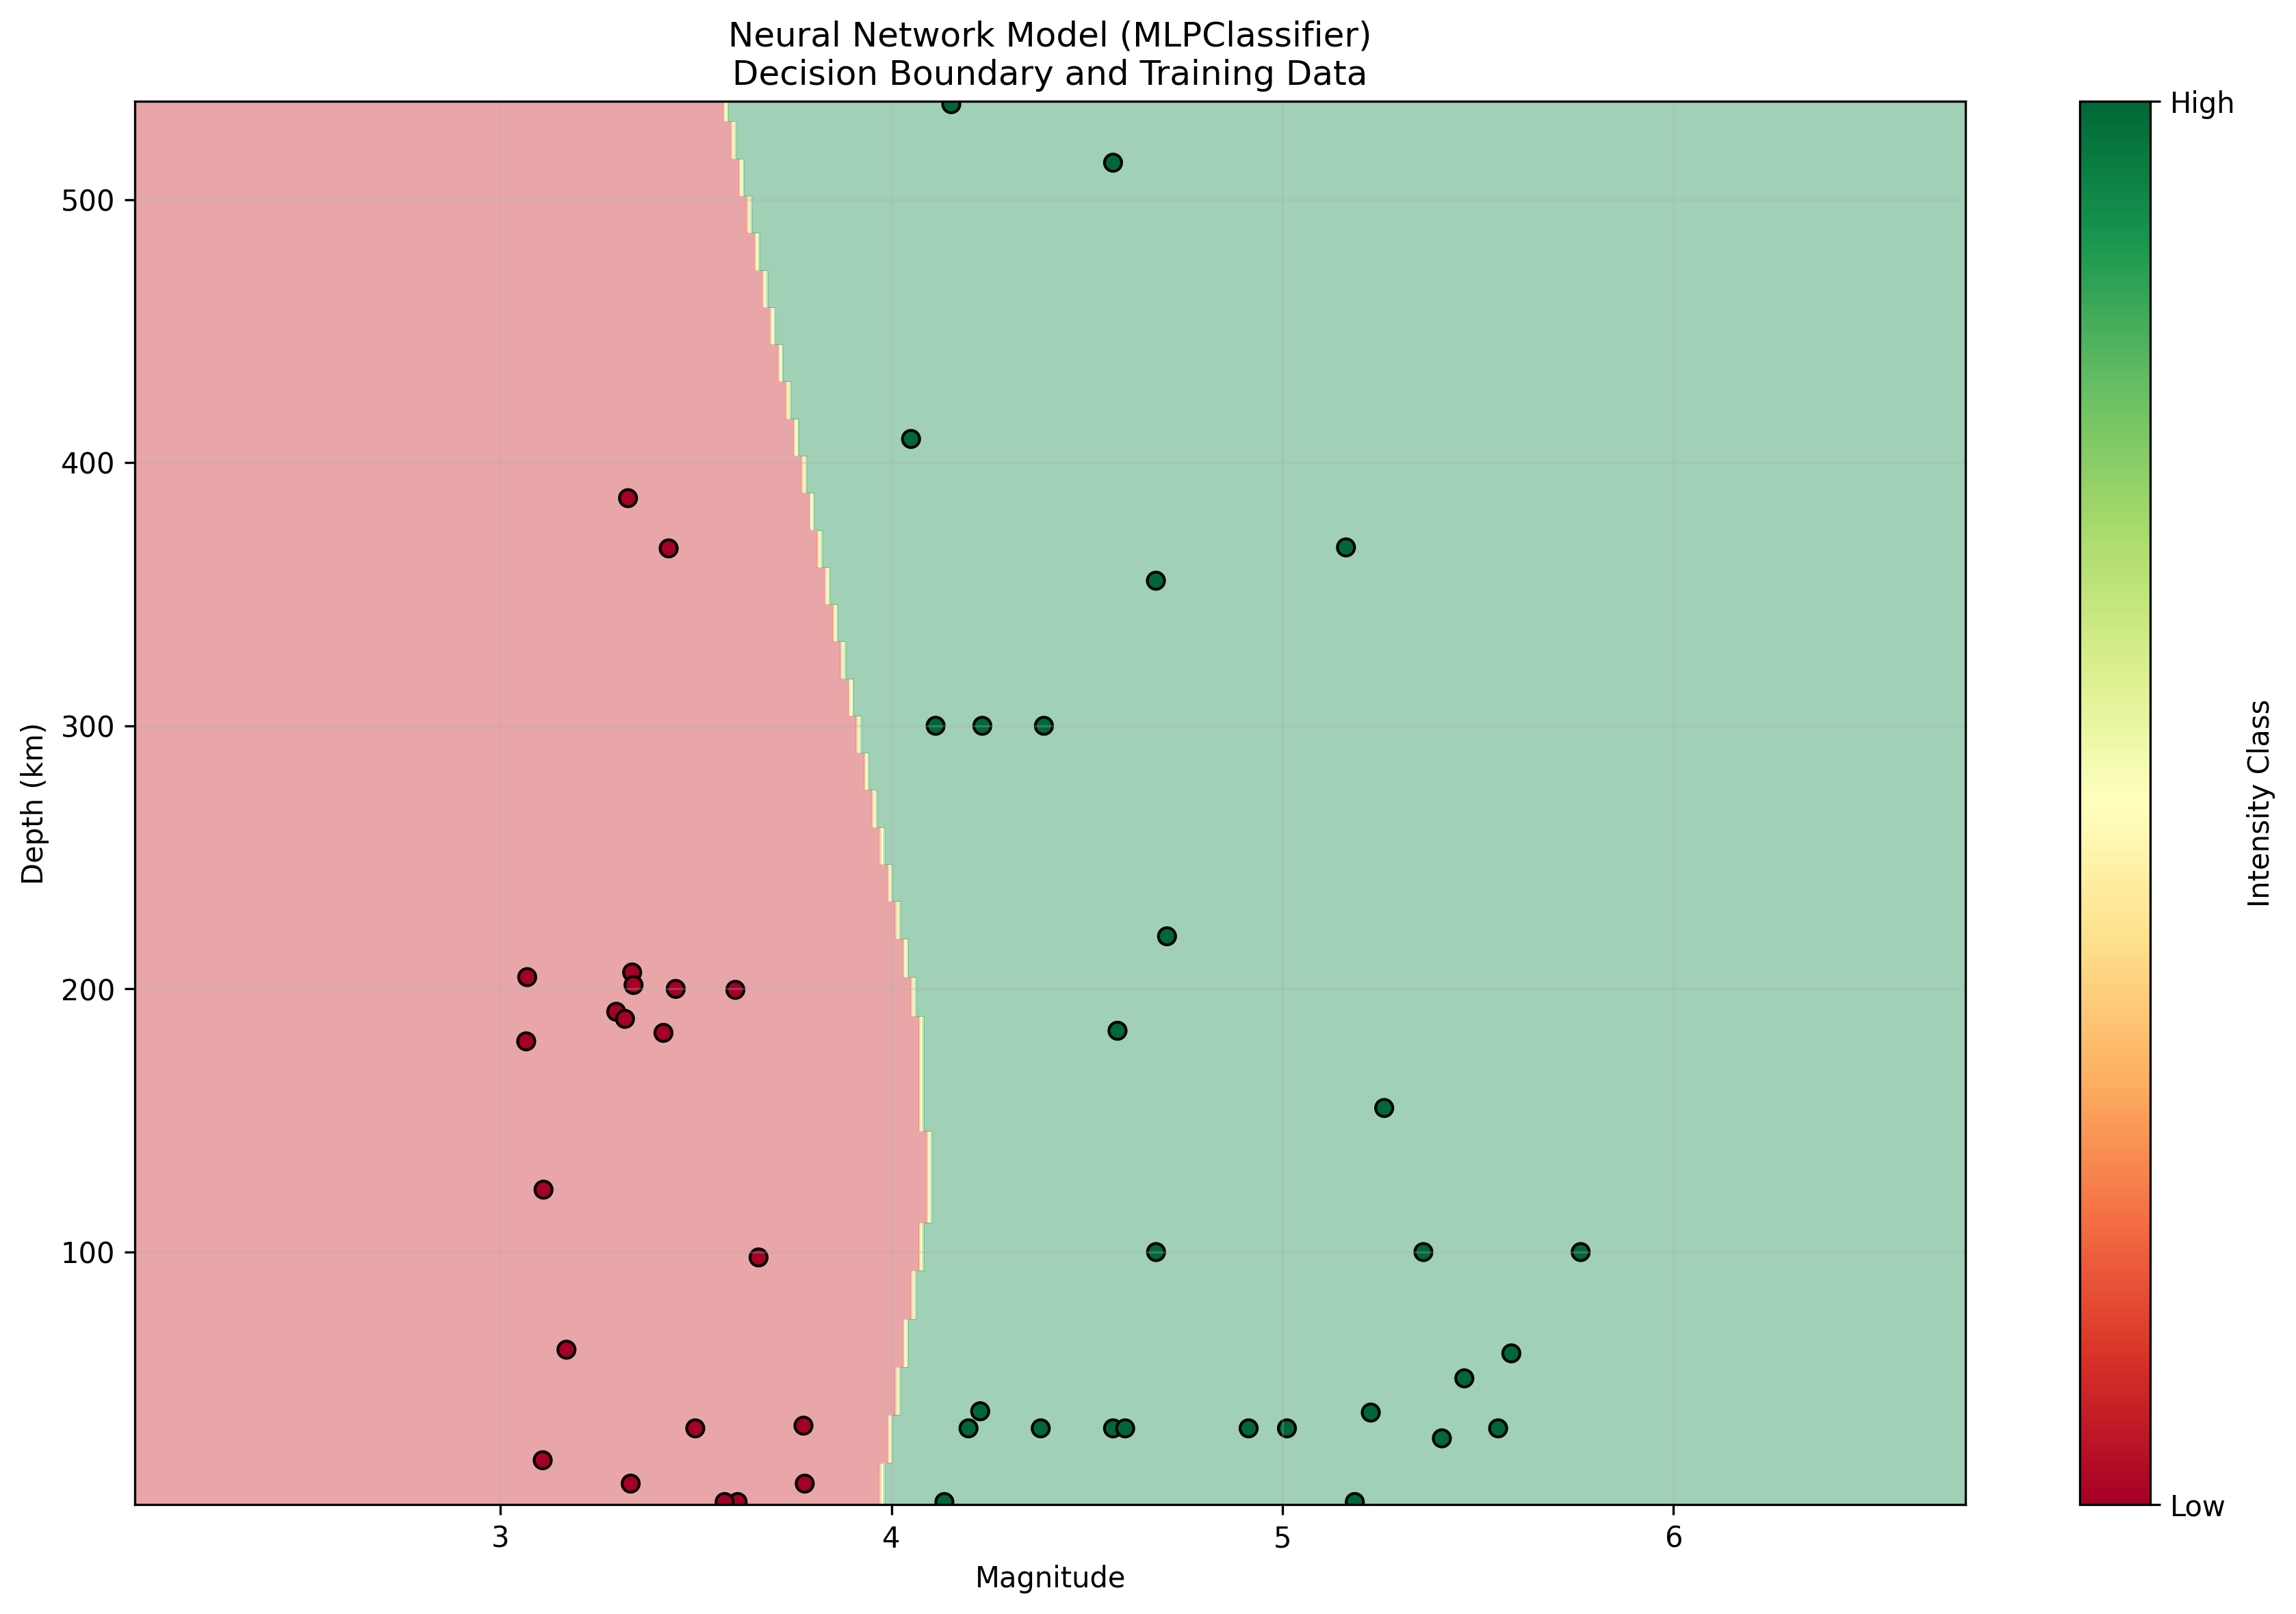 Neural Network Model (MLPClassifier)
Decision Boundary and Training Data
High
500
400
300
200
100
Depth (km)
Intensity Class
Low
3
4
5
6
Magnitude